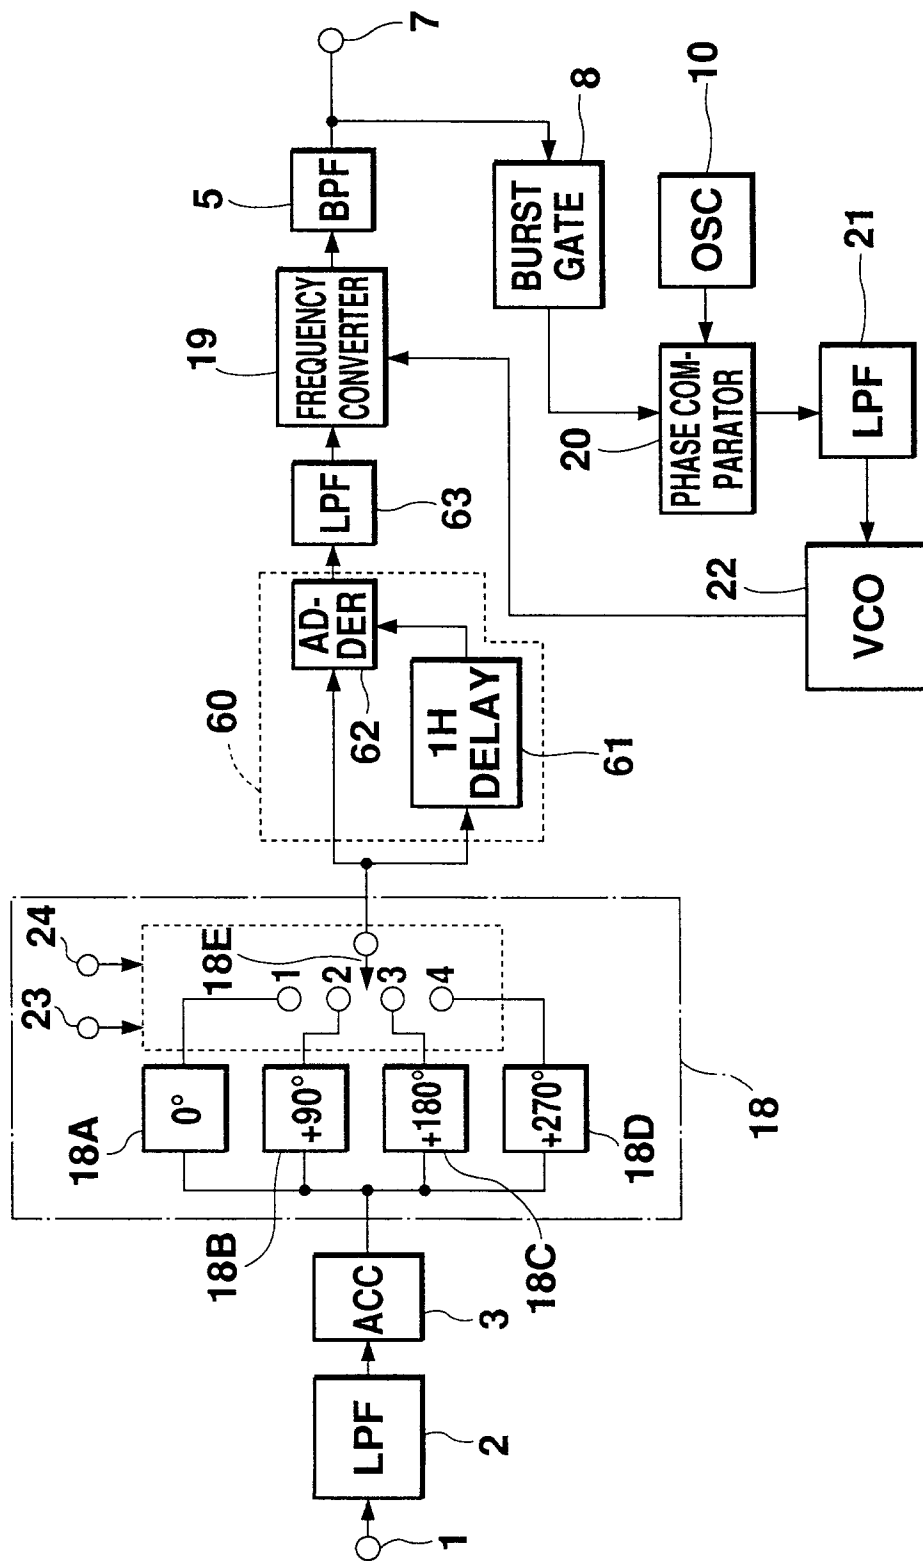 1
LPF
2
ACC
3
18A
0°
18B
+90°
18C
+180°
18D
+270°
18
23
24
18E
1
2
3
4
60
AD-
DER
62
1H
DELAY
61
LPF
63
19
FREQUENCY
CONVERTER
5
BPF
7
BURST
GATE
8
OSC
10
20
PHASE COM-
PARATOR
LPF
21
22
VCO